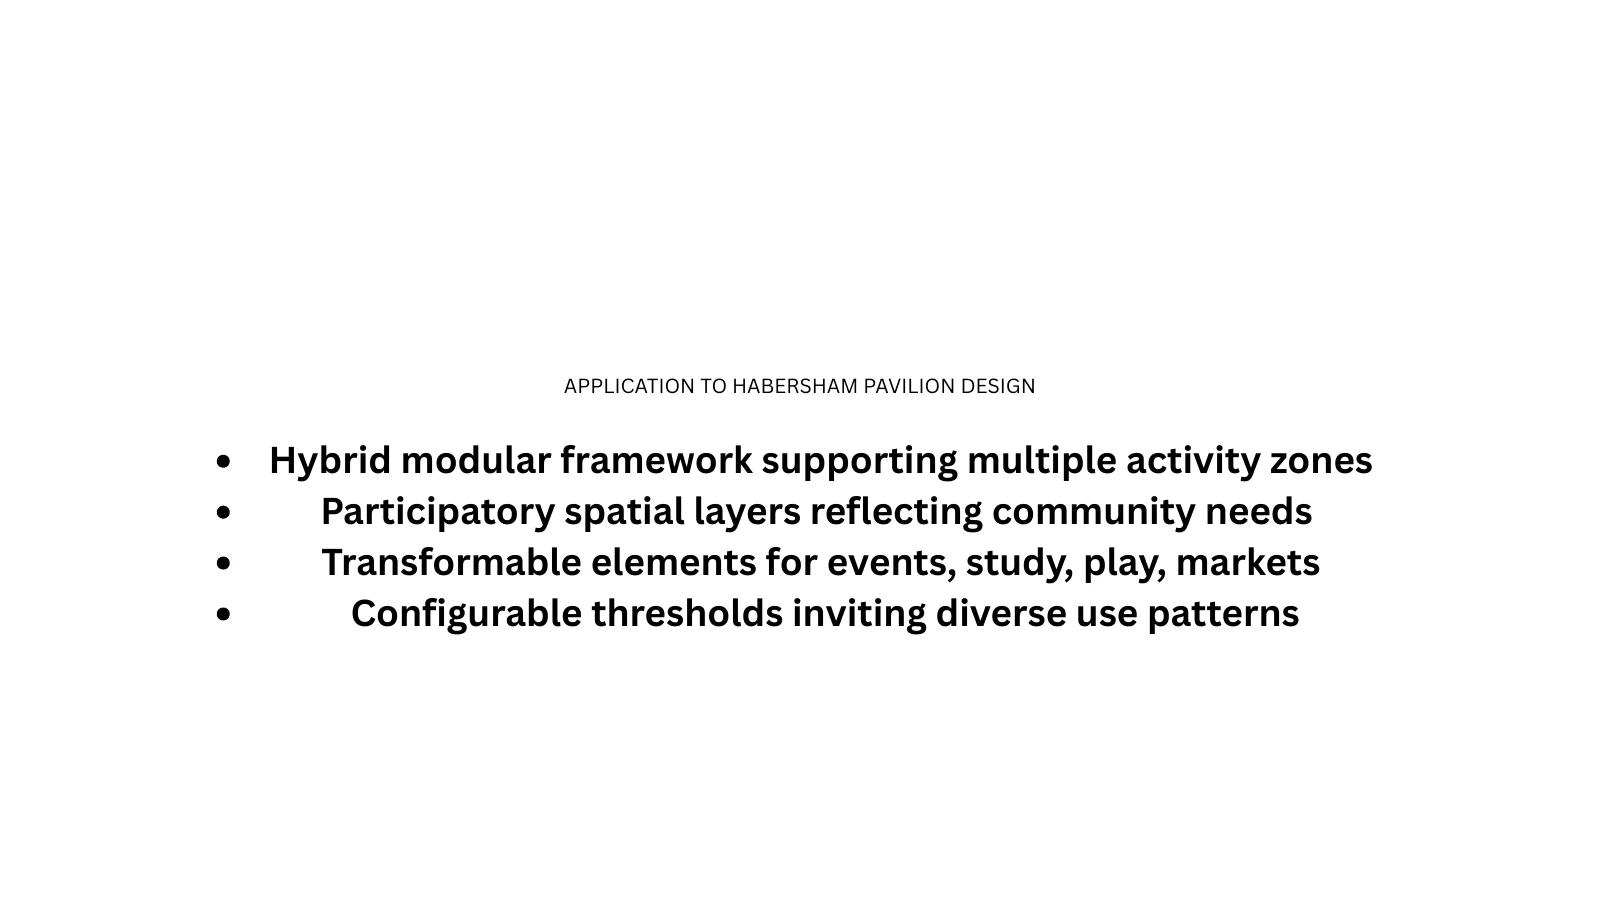 APPLICATION TO HABERSHAM PAVILION DESIGN
• Hybrid modular framework supporting multiple activity zones
• Participatory spatial layers reflecting community needs
• Transformable elements for events, study, play, markets
• Configurable thresholds inviting diverse use patterns